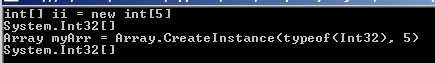 int[] ii = new int[5]
System.Int32[]
Array myArr = Array.CreateInstance(typeof(Int32), 5)
System.Int32[]